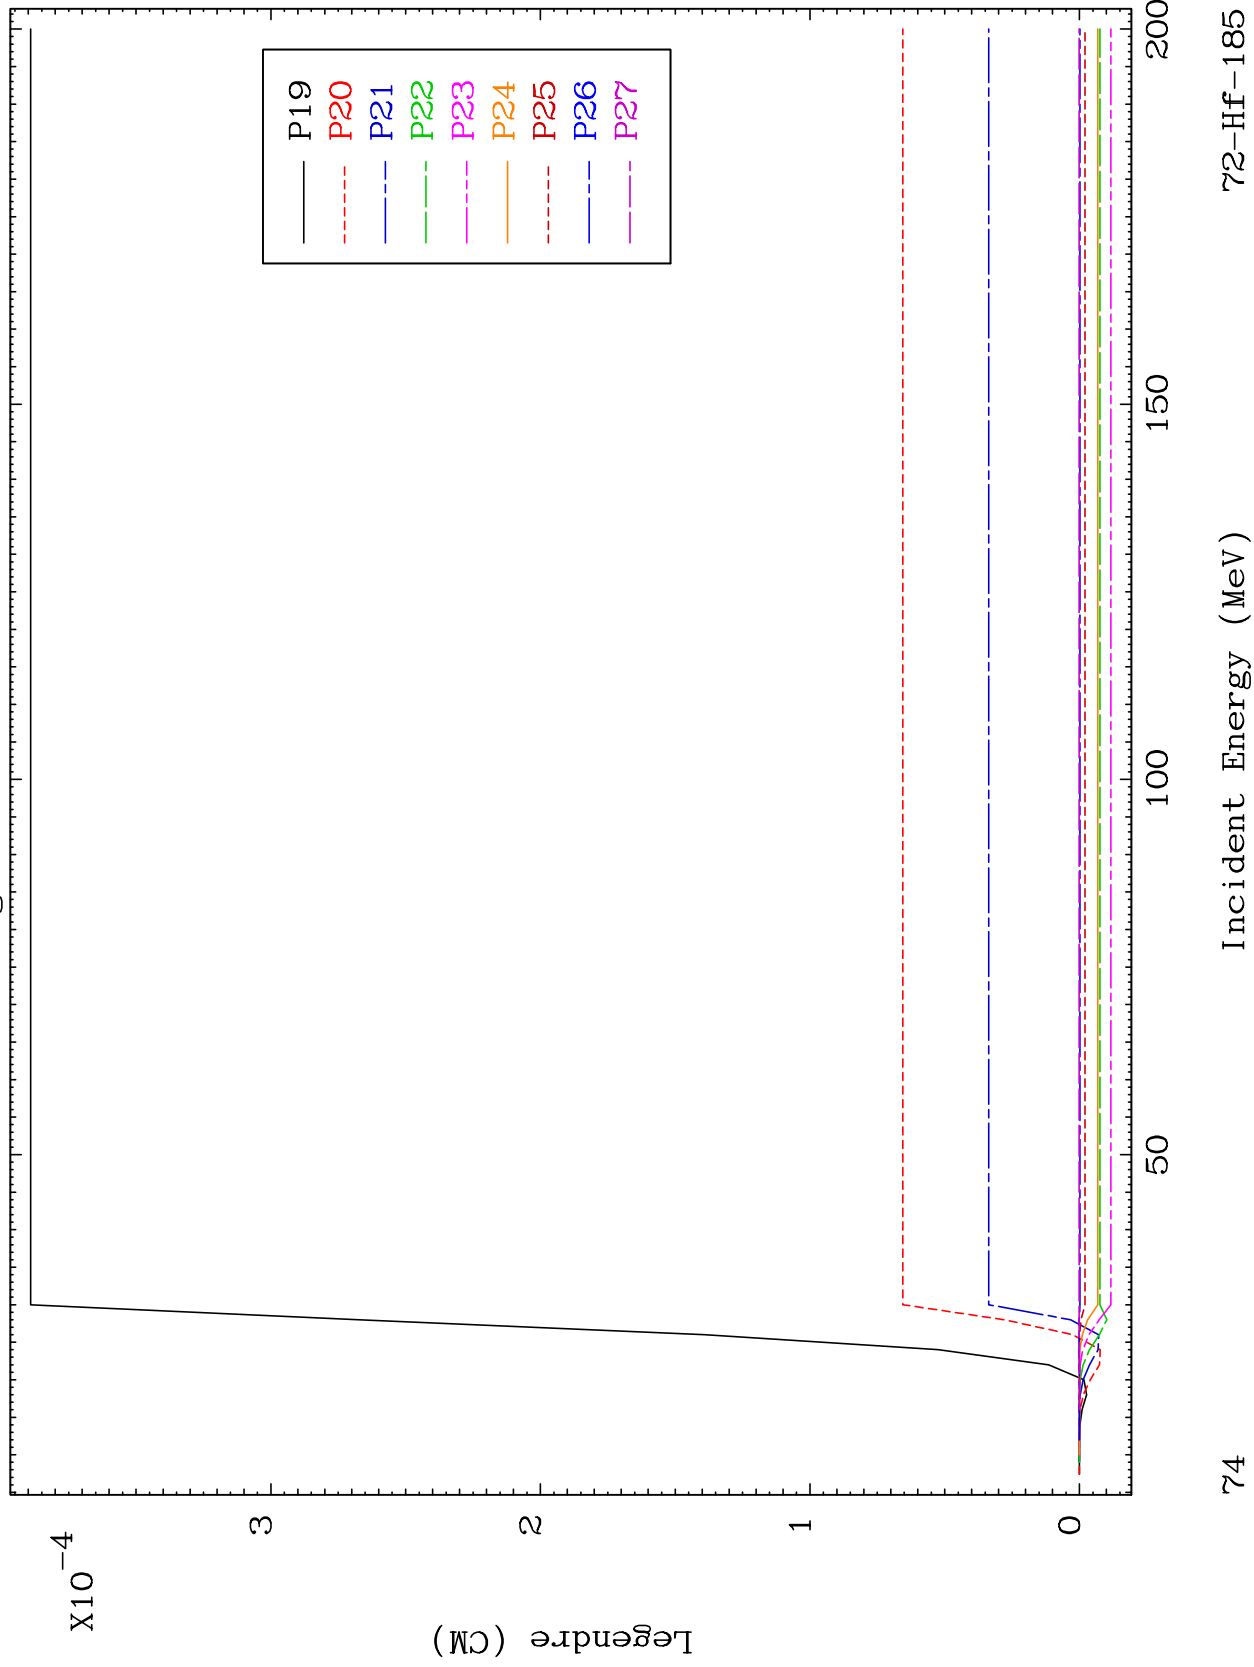 X10-4
3
2
1
0
Legendre (CM)
P19
P20
P21
P22
P23
P24
P25
P26
P27
50
100
150
200
Incident Energy (MeV)
74
72-Hf-185